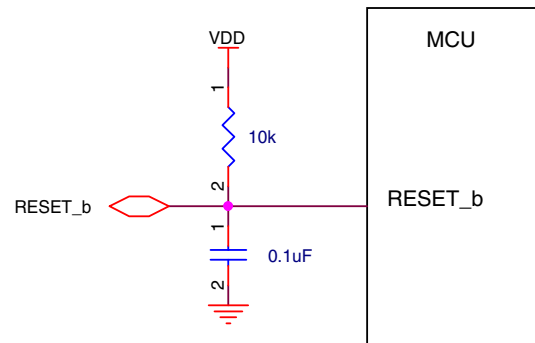 VDD
MCU
1
10k
2
RESET_b
RESET_b
1
0.1uF
2